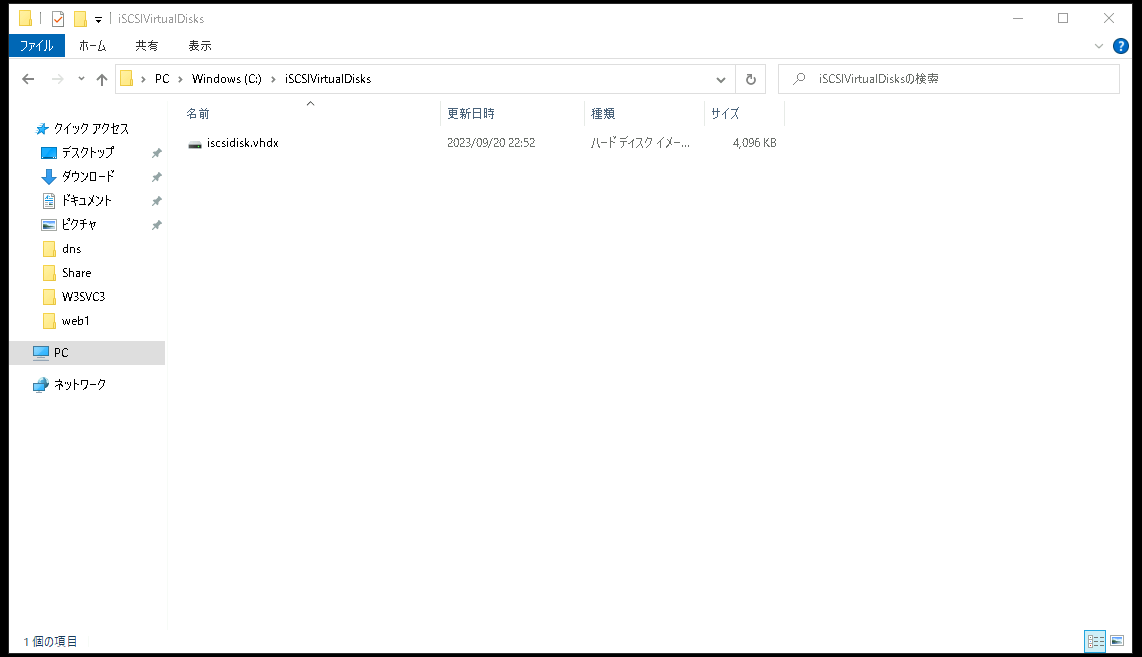 iSCSIVirtualDisks
ファイル ホーム 共有 表示
PC Windows (C:) iSCSIVirtualDisks iSCSIVirtualDisksの検索
名前 更新日時 種類 サイズ
iscsidisk.vhdx 2023/09/20 22:52 ハード ディスク イメー... 4,096 KB
クイック アクセス
デスクトップ
ダウンロード
ドキュメント
ピクチャ
dns
Share
W3SVC3
web1
PC
ネットワーク
1 個の項目